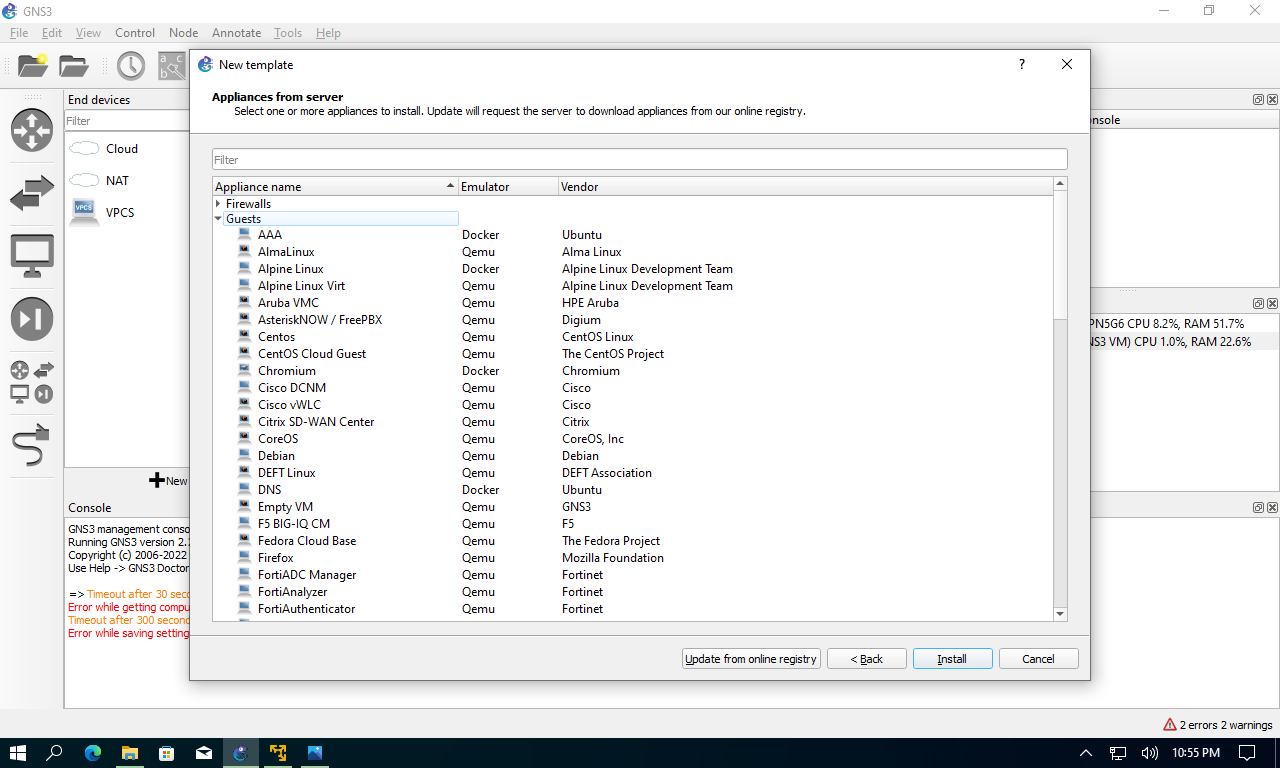 GNS3
File Edit View Control Node Annotate Tools Help
a c
b
End devices
Filter
Cloud
NAT
VPCS
VPCS
New
New template
?
Appliances from server
Select one or more appliances to install. Update will request the server to download appliances from our online registry.
Filter
Appliance name Emulator Vendor
Firewalls
Guests
AAA Docker Ubuntu
AlmaLinux Qemu Alma Linux
Alpine Linux Docker Alpine Linux Development Team
Alpine Linux Virt Qemu Alpine Linux Development Team
Aruba VMC Qemu HPE Aruba
AsteriskNOW / FreePBX Qemu Digium
Centos Qemu CentOS Linux
CentOS Cloud Guest Qemu The CentOS Project
Chromium Docker Chromium
Cisco DCNM Qemu Cisco
Cisco vWLC Qemu Cisco
Citrix SD-WAN Center Qemu Citrix
CoreOS Qemu CoreOS, Inc
Debian Qemu Debian
DEFT Linux Qemu DEFT Association
DNS Docker Ubuntu
Empty VM Qemu GNS3
F5 BIG-IQ CM Qemu F5
Fedora Cloud Base Qemu The Fedora Project
Firefox Qemu Mozilla Foundation
FortiADC Manager Qemu Fortinet
FortiAnalyzer Qemu Fortinet
FortiAuthenticator Qemu Fortinet
Update from online registry < Back Install Cancel
nsole
PN5G6 CPU 8.2%, RAM 51.7%
NS3 VM) CPU 1.0%, RAM 22.6%
Console
GNS3 management conso
Running GNS3 version 2.
Copyright (c) 2006-2022
Use Help -> GNS3 Doctor
=> Timeout after 30 seco
Error while getting compu
Timeout after 300 second
Error while saving setting
2 errors 2 warnings
10:55 PM